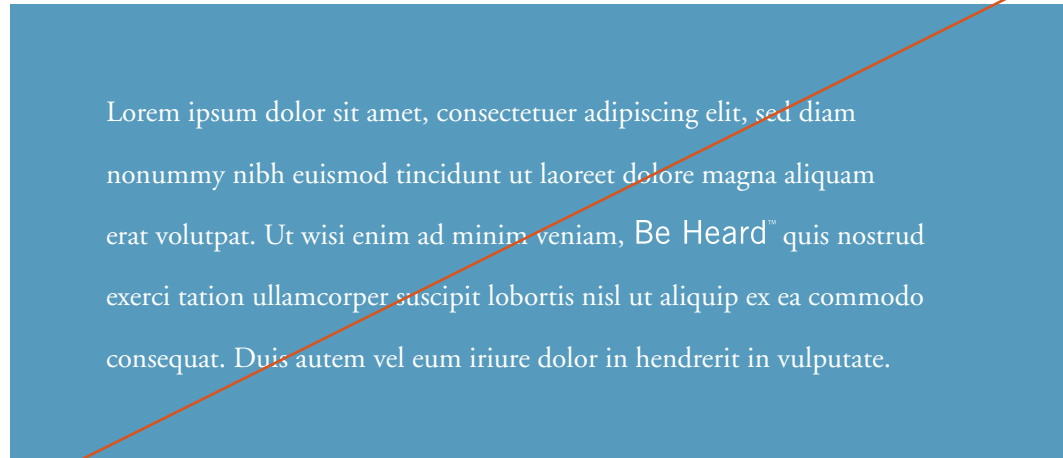 Lorem ipsum dolor sit amet, consectetuer adipiscing elit, sed diam
nonummy nibh euismod tincidunt ut laoreet dolore magna aliquam
erat volutpat. Ut wisi enim ad minim veniam, Be Heard™ quis nostrud
exerci tation ullamcorper suscipit lobortis nisl ut aliquip ex ea commodo
consequat. Duis autem vel eum iriure dolor in hendrerit in vulputate.